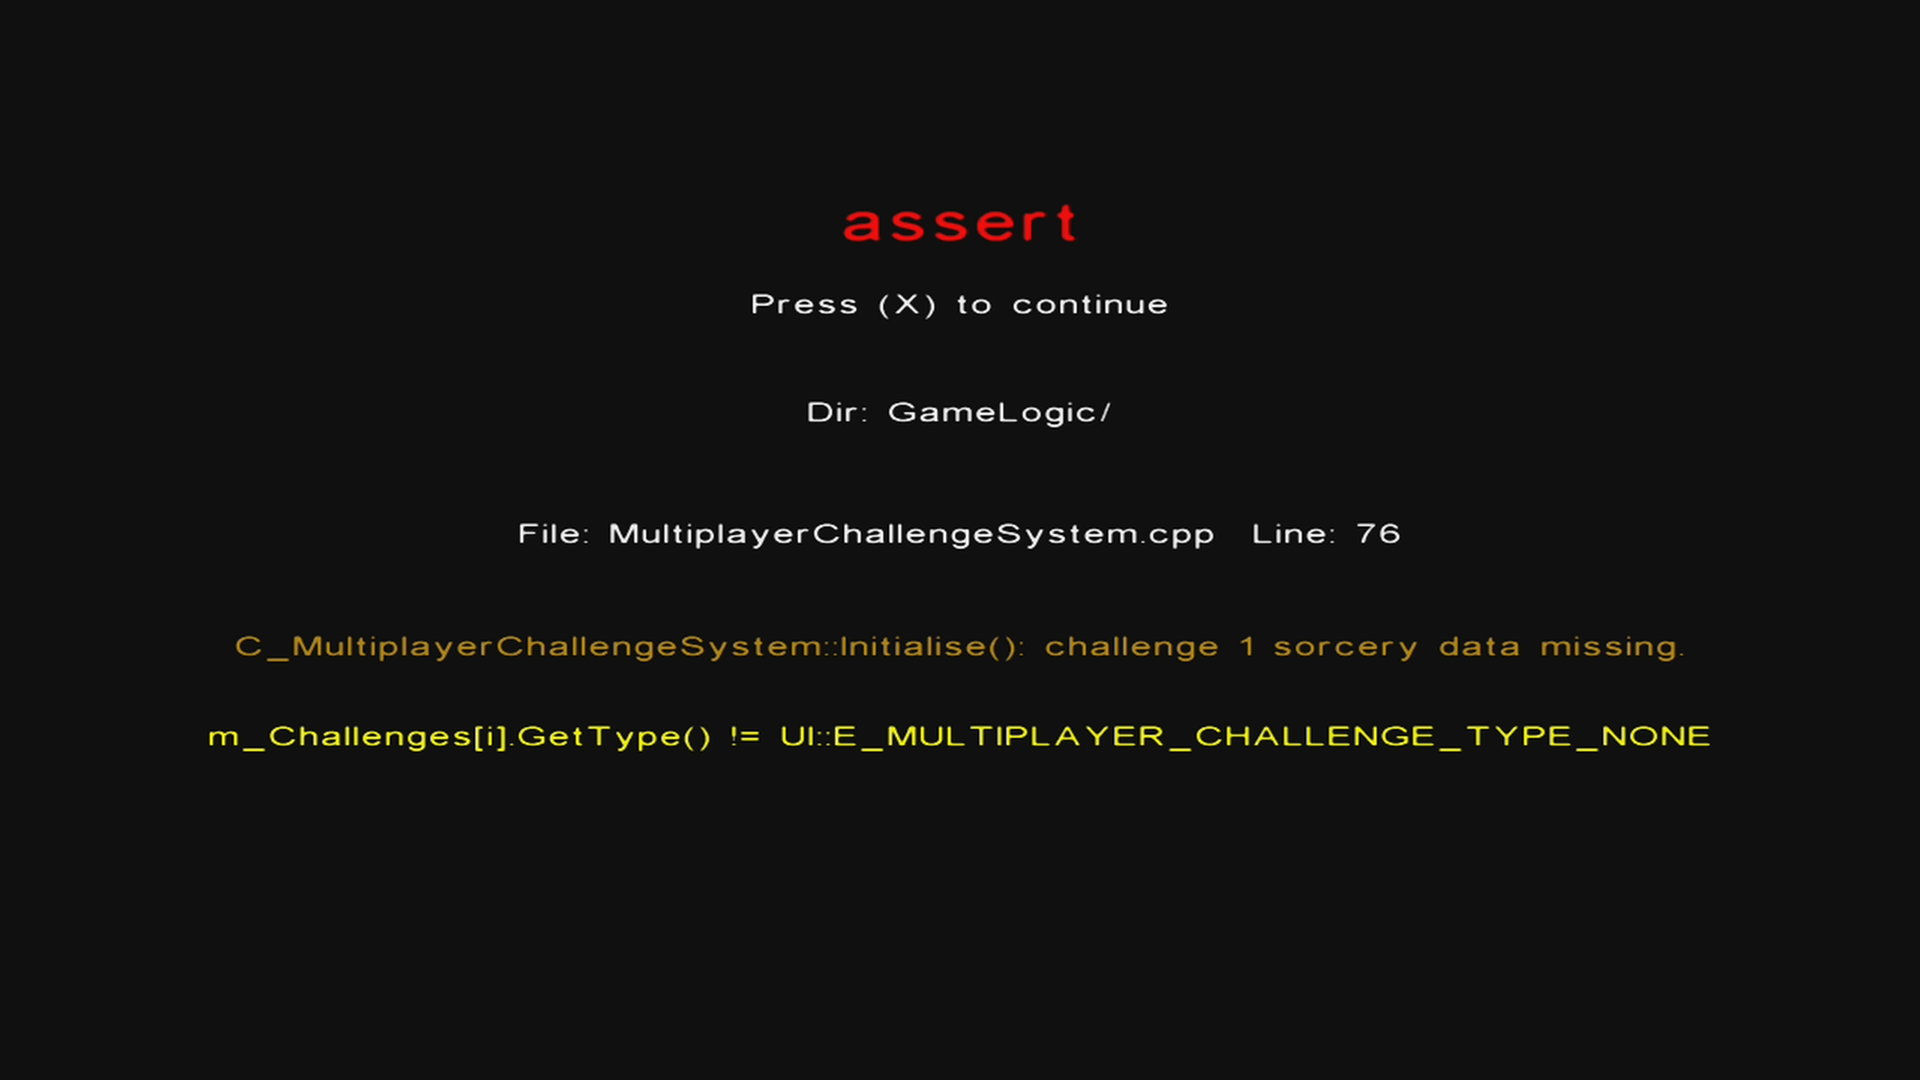 assert
Press (X) to continue
Dir: GameLogic/
File: MultiplayerChallengeSystem.cpp Line: 76
C_MultiplayerChallengeSystem::Initialise(): challenge 1 sorcery data missing.
m_Challenges[i].GetType() != UI::E_MULTIPLAYER_CHALLENGE_TYPE_NONE